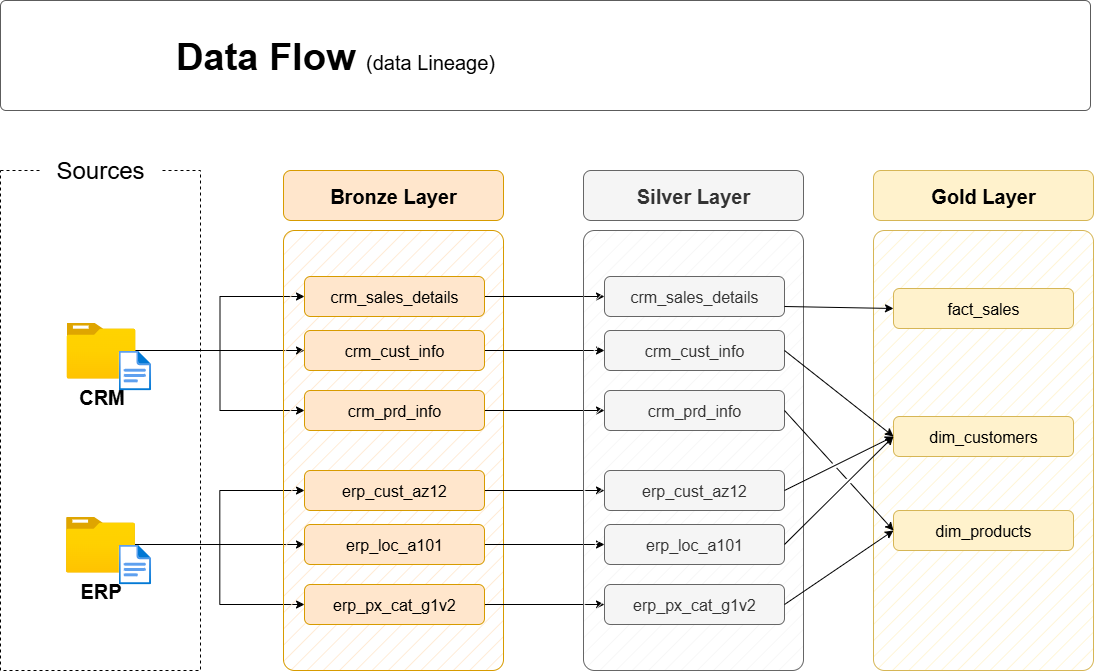 Data Flow (data Lineage)
Sources
Bronze Layer
Silver Layer
Gold Layer
CRM
ERP
crm_sales_details
crm_cust_info
crm_prd_info
erp_cust_az12
erp_loc_a101
erp_px_cat_g1v2
crm_sales_details
crm_cust_info
crm_prd_info
erp_cust_az12
erp_loc_a101
erp_px_cat_g1v2
fact_sales
dim_customers
dim_products